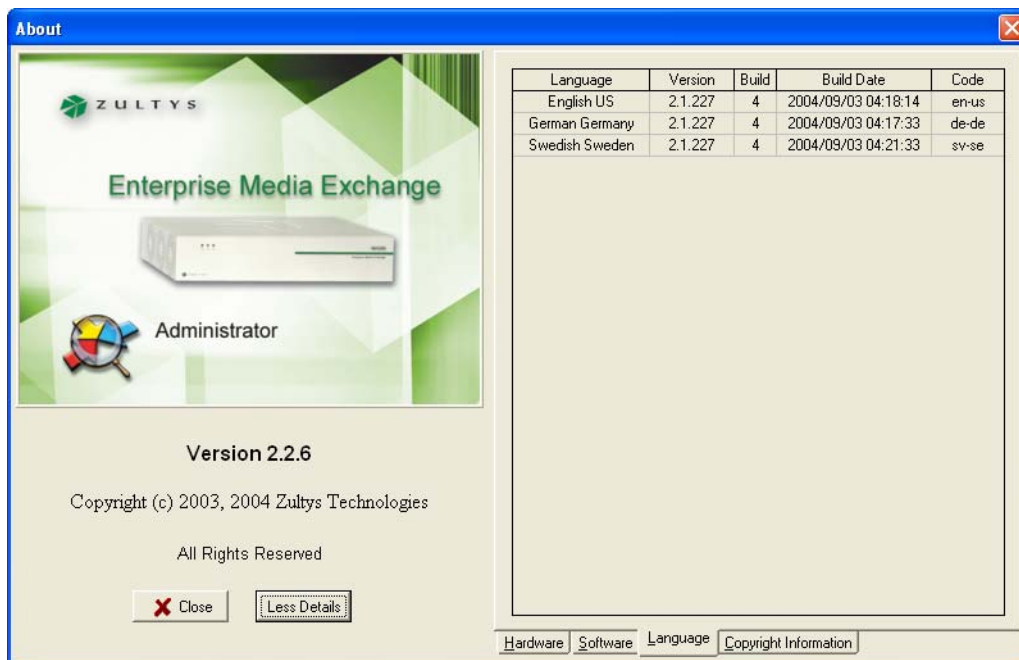 About
ZULTYS
Enterprise Media Exchange
Administrator
Version 2.2.6
Copyright (c) 2003, 2004 Zultys Technologies
All Rights Reserved
Close
Less Details
Language Version Build Build Date Code
English US 2.1.227 4 2004/09/03 04:18:14 en-us
German Germany 2.1.227 4 2004/09/03 04:17:33 de-de
Swedish Sweden 2.1.227 4 2004/09/03 04:21:33 sv-se
Hardware Software Language Copyright Information